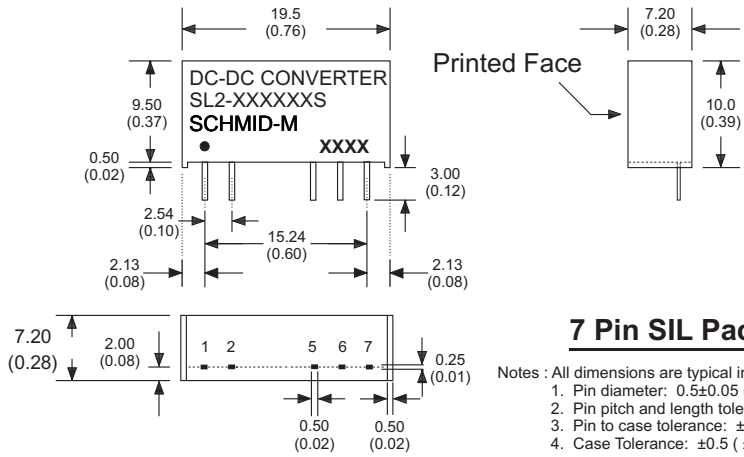 19.5
(0.76)
7.20
(0.28)
Printed Face
DC-DC CONVERTER
SL2-XXXXXXS
SCHMID-M
XXXX
9.50
(0.37)
10.0
(0.39)
0.50
(0.02)
3.00
(0.12)
2.54
(0.10)
15.24
(0.60)
2.13
(0.08)
2.13
(0.08)
7.20
(0.28)
2.00
(0.08)
1 2 5 6 7
0.25
(0.01)
0.50
(0.02)
0.50
(0.02)
7 Pin SIL Pac
Notes : All dimensions are typical in
1. Pin diameter: 0.5±0.05
2. Pin pitch and length tole
3. Pin to case tolerance: ±
4. Case Tolerance: ±0.5 (